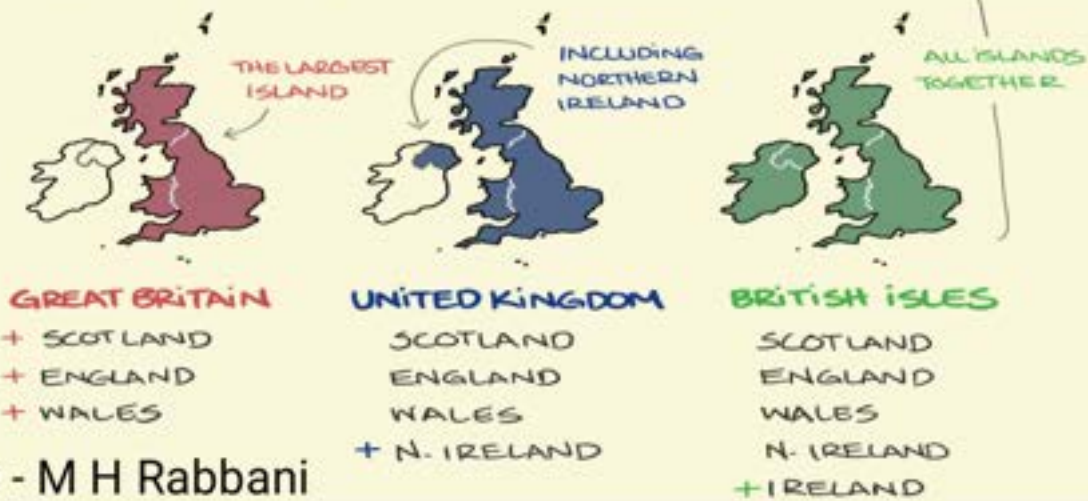 THE LARGEST
ISLAND
INCLUDING
NORTHERN
IRELAND
ALL ISLANDS
TOGETHER
GREAT BRITAIN
+ SCOTLAND
+ ENGLAND
+ WALES
UNITED KINGDOM
SCOTLAND
ENGLAND
WALES
+ N. IRELAND
BRITISH ISLES
SCOTLAND
ENGLAND
WALES
N. IRELAND
+ IRELAND
- M H Rabbani